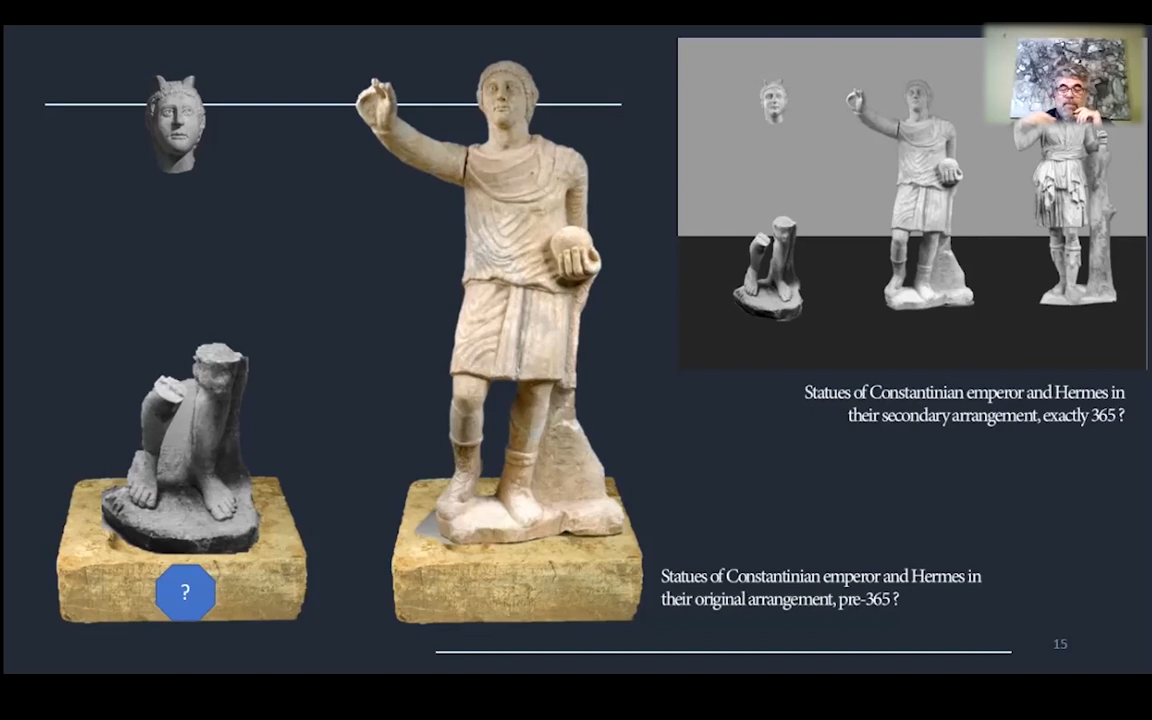 Statues of Constantinian emperor and Hermes in
their secondary arrangement, exactly 365 ?
?
Statues of Constantinian emperor and Hermes in
their original arrangement, pre-365 ?
15